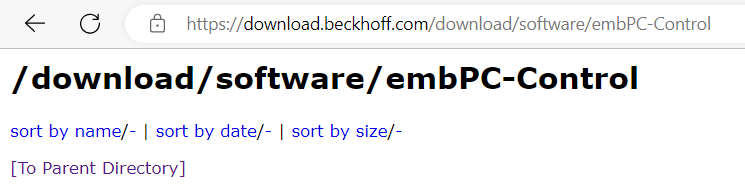 https://download.beckhoff.com/download/software/embPC-Control
/download/software/embPC-Control
sort by name/- | sort by date/- | sort by size/-
[To Parent Directory]